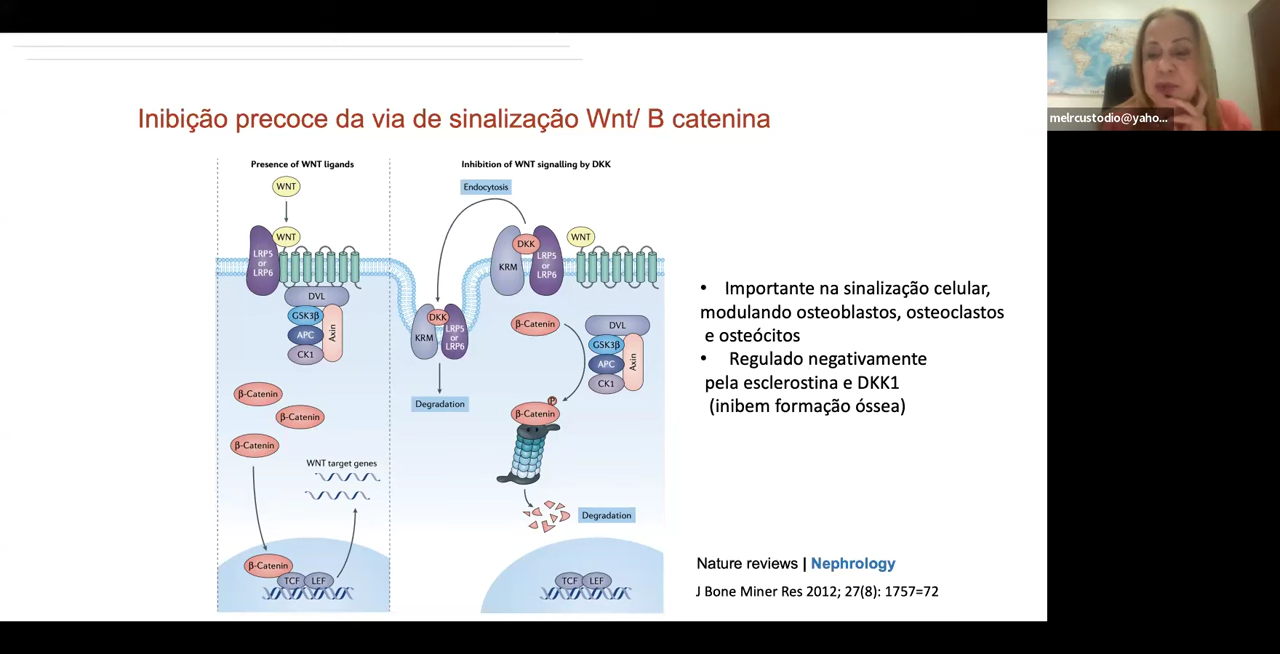 melrcustodio@yaho...
Inibição precoce da via de sinalização Wnt/ B catenina
Presence of WNT ligands
WNT
WNT
LRP5
or
LRP6
DVL
GSK3β
APC
CK1
Axin
β-Catenin
β-Catenin
β-Catenin
WNT target genes
β-Catenin
TCF
LEF
Inhibition of WNT signalling by DKK
Endocytosis
DKK
WNT
KRM
LRP5
or
LRP6
DKK
KRM
LRP5
or
LRP6
Degradation
β-Catenin
DVL
GSK3β
APC
CK1
Axin
P
β-Catenin
Degradation
TCF
LEF
• Importante na sinalização celular,
modulando osteoblastos, osteoclastos
e osteócitos
• Regulado negativamente
pela esclerostina e DKK1
(inibem formação óssea)
Nature reviews | Nephrology
J Bone Miner Res 2012; 27(8): 1757=72